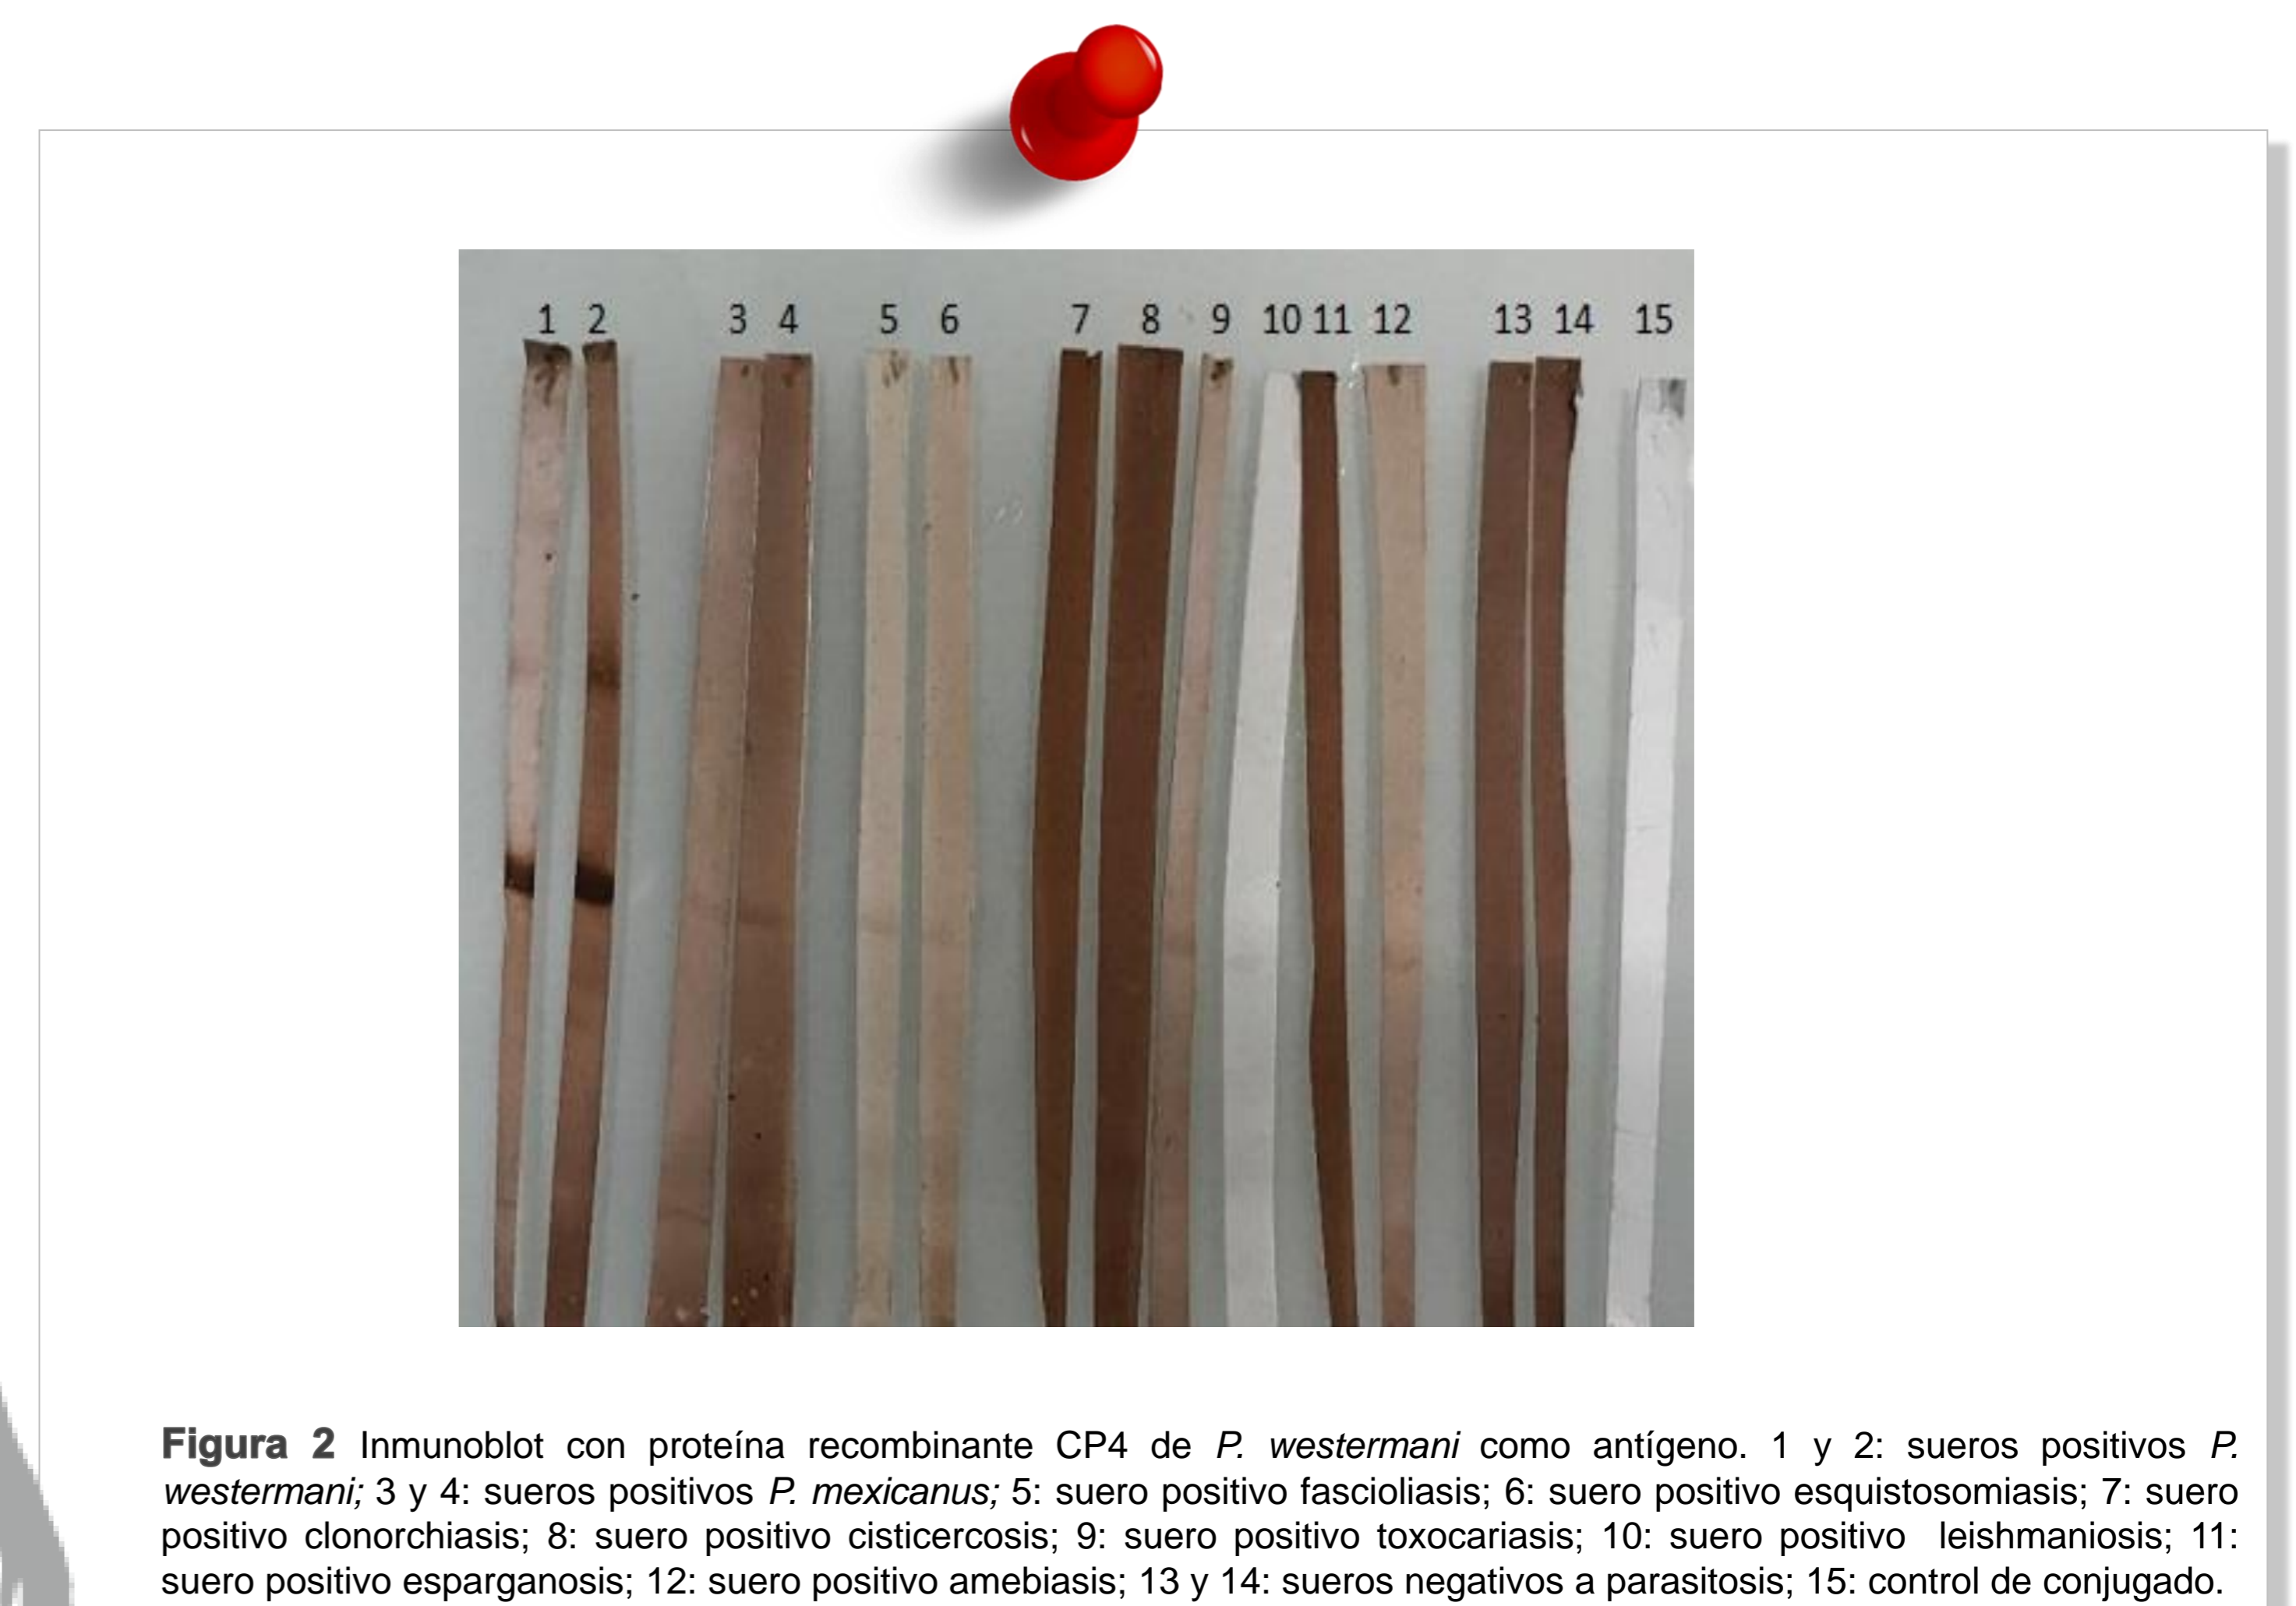 1 2 3 4 5 6 7 8 9 10 11 12 13 14 15
Figura 2 Inmunoblot con proteína recombinante CP4 de P. westermani como antígeno. 1 y 2: sueros positivos P.
westermani; 3 y 4: sueros positivos P. mexicanus; 5: suero positivo fascioliasis; 6: suero positivo esquistosomiasis; 7: suero
positivo clonorchiasis; 8: suero positivo cisticercosis; 9: suero positivo toxocariasis; 10: suero positivo leishmaniosis; 11:
suero positivo esparganosis; 12: suero positivo amebiasis; 13 y 14: sueros negativos a parasitosis; 15: control de conjugado.